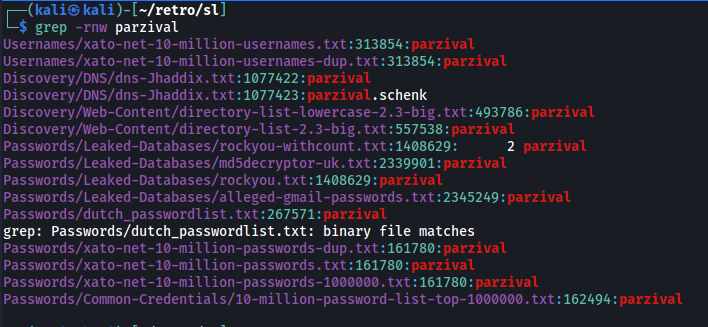 ┌──(kali㉿kali)-[~/retro/sl]
└─$ grep -rnw parzival
Usernames/xato-net-10-million-usernames.txt:313854:parzival
Usernames/xato-net-10-million-usernames-dup.txt:313854:parzival
Discovery/DNS/dns-Jhaddix.txt:1077422:parzival
Discovery/DNS/dns-Jhaddix.txt:1077423:parzival.schenk
Discovery/Web-Content/directory-list-lowercase-2.3-big.txt:493786:parzival
Discovery/Web-Content/directory-list-2.3-big.txt:557538:parzival
Passwords/Leaked-Databases/rockyou-withcount.txt:1408629:      2 parzival
Passwords/Leaked-Databases/md5decryptor-uk.txt:2339901:parzival
Passwords/Leaked-Databases/rockyou.txt:1408629:parzival
Passwords/Leaked-Databases/alleged-gmail-passwords.txt:2345249:parzival
Passwords/dutch_passwordlist.txt:267571:parzival
grep: Passwords/dutch_passwordlist.txt: binary file matches
Passwords/xato-net-10-million-passwords-dup.txt:161780:parzival
Passwords/xato-net-10-million-passwords.txt:161780:parzival
Passwords/xato-net-10-million-passwords-1000000.txt:161780:parzival
Passwords/Common-Credentials/10-million-password-list-top-1000000.txt:162494:parzival